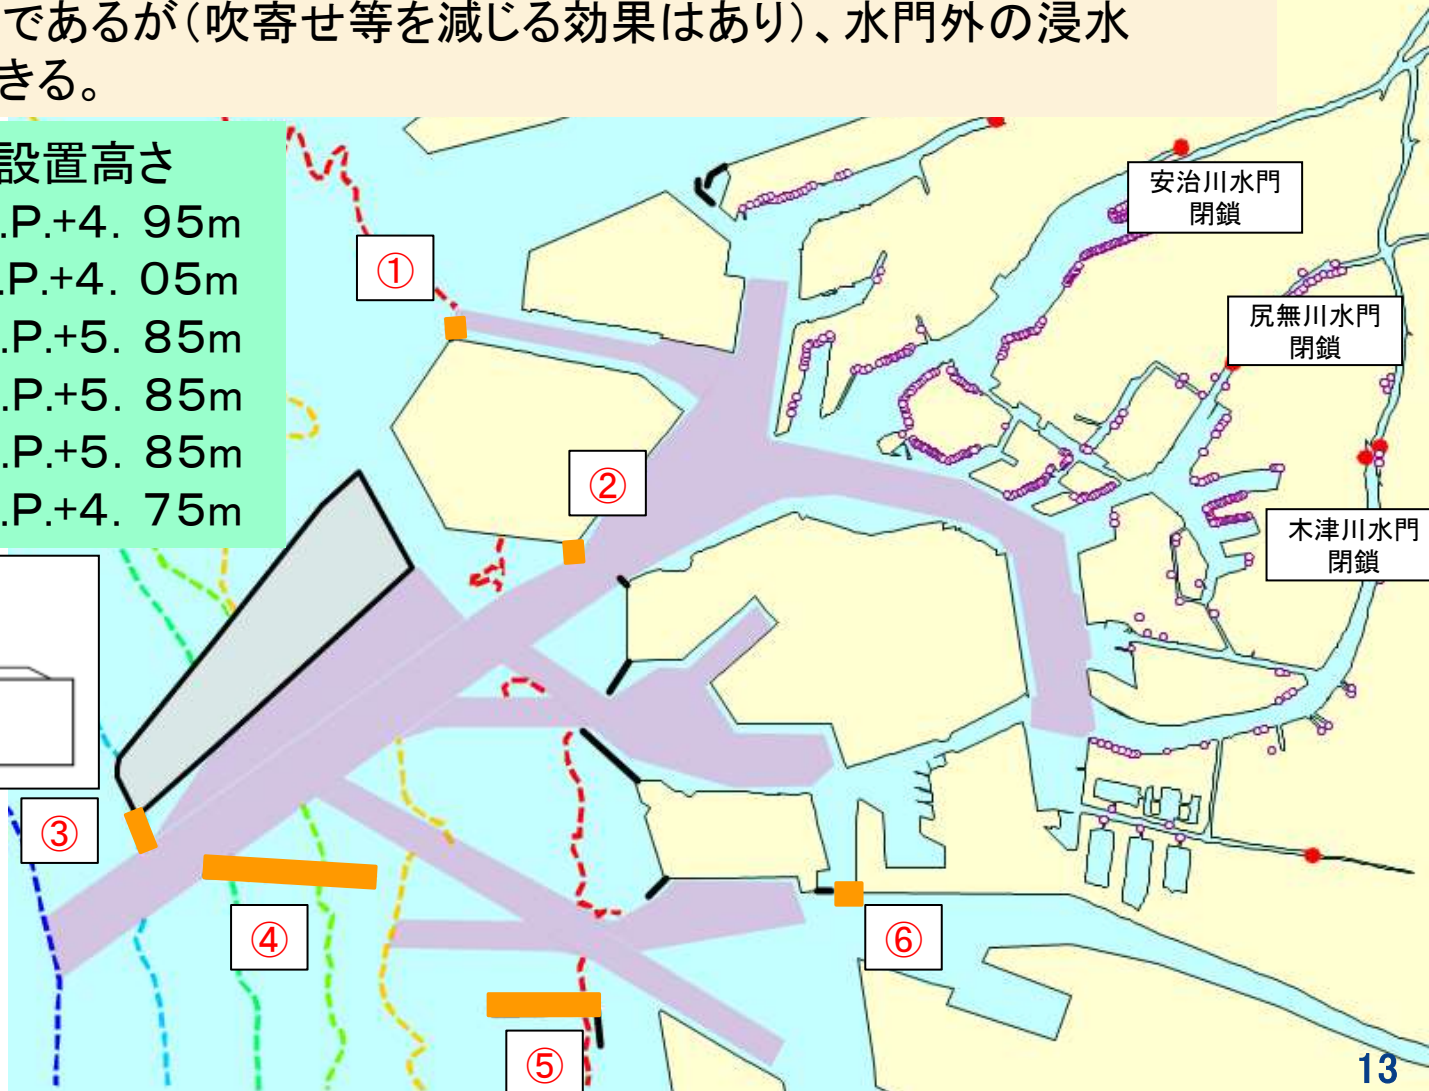 であるが（吹寄せ等を減じる効果はあり）、水門外の浸水
きる。
設置高さ
.P.+4．95m
.P.+4．05m
.P.+5．85m
.P.+5．85m
.P.+5．85m
.P.+4．75m
安治川水門
閉鎖
①
尻無川水門
閉鎖
②
木津川水門
閉鎖
③
④
⑥
⑤
13